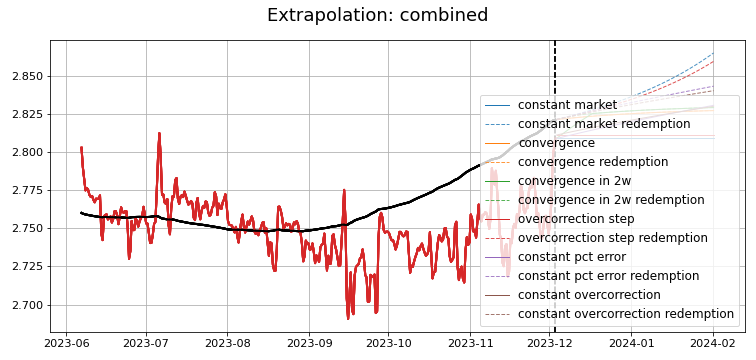 Extrapolation: combined
2.850
2.825
2.800
2.775
2.750
2.725
2.700
constant market
constant market redemption
convergence
convergence redemption
convergence in 2w
convergence in 2w redemption
overcorrection step
overcorrection step redemption
constant pct error
constant pct error redemption
constant overcorrection
constant overcorrection redemption
2023-06 2023-07 2023-08 2023-09 2023-10 2023-11 2023-12 2024-01 2024-02